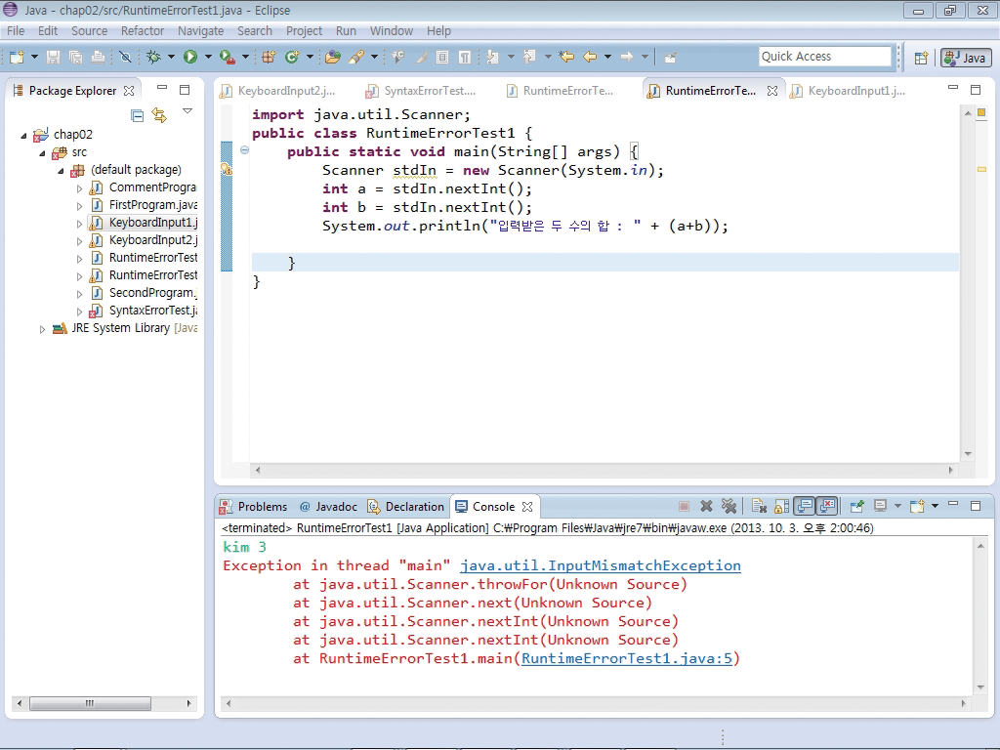 Java - chap02/src/RuntimeErrorTest1.java - Eclipse
File Edit Source Refactor Navigate Search Project Run Window Help
Quick Access
Java
Package Explorer
KeyboardInput2.j...
SyntaxErrorTest....
RuntimeErrorTe...
RuntimeErrorTe...
KeyboardInput1.j...
chap02
src
(default package)
CommentProgra
FirstProgram.java
KeyboardInput1.j
KeyboardInput2.j
RuntimeErrorTest
RuntimeErrorTest
SecondProgram.j
SyntaxErrorTest.ja
JRE System Library [Java
import java.util.Scanner;
public class RuntimeErrorTest1 {
public static void main(String[] args) {
Scanner stdIn = new Scanner(System.in);
int a = stdIn.nextInt();
int b = stdIn.nextInt();
System.out.println("입력받은 두 수의 합 : " + (a+b));
}
}
Problems @ Javadoc Declaration Console
<terminated> RuntimeErrorTest1 [Java Application] C:₩Program Files₩Java₩jre7₩bin₩javaw.exe (2013. 10. 3. 오후 2:00:46)
kim 3
Exception in thread "main" java.util.InputMismatchException
at java.util.Scanner.throwFor(Unknown Source)
at java.util.Scanner.next(Unknown Source)
at java.util.Scanner.nextInt(Unknown Source)
at java.util.Scanner.nextInt(Unknown Source)
at RuntimeErrorTest1.main(RuntimeErrorTest1.java:5)